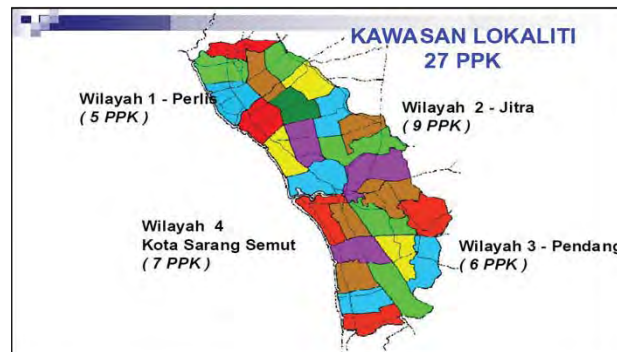 KAWASAN LOKALITI
27 PPK
Wilayah 1 - Perlis
( 5 PPK )
Wilayah 2 - Jitra
( 9 PPK )
Wilayah 4
Kota Sarang Semut
( 7 PPK )
Wilayah 3 - Pendang
( 6 PPK )